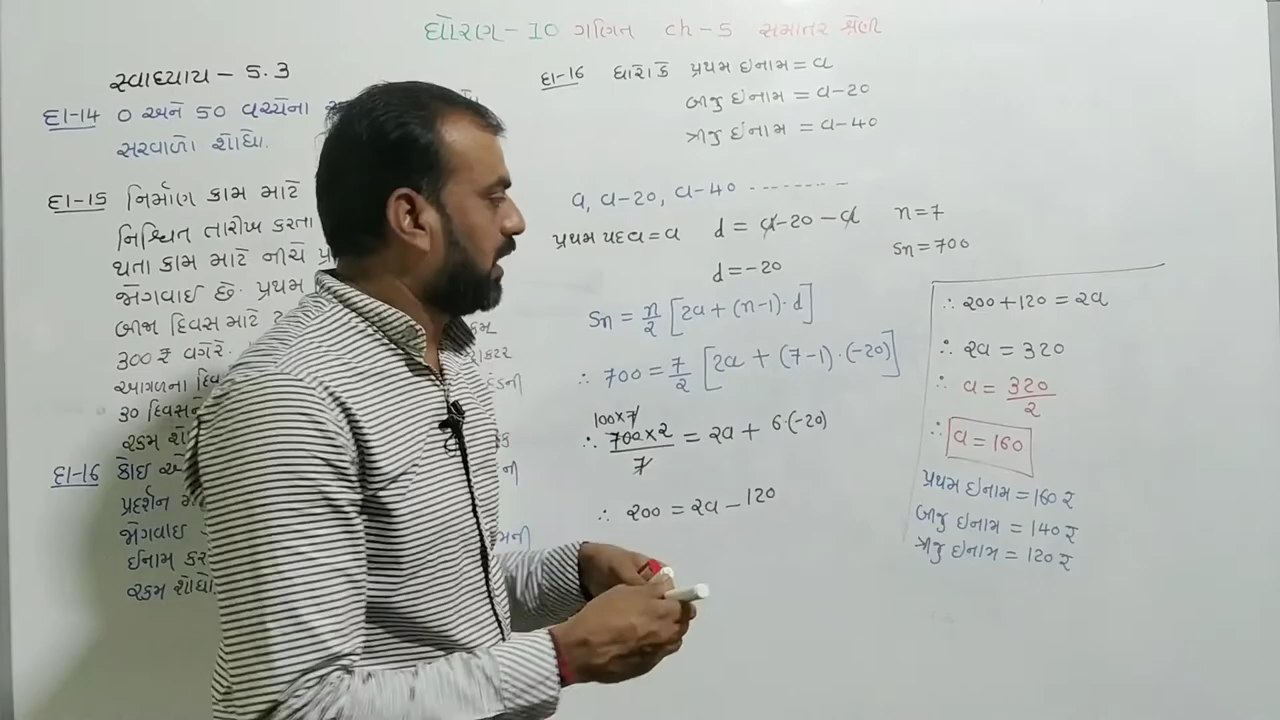 ધોરણ - 10 ગણિત ch - 5 સમાંતર શ્રેણી
સ્વાધ્યાય - 5.3
દા-14 0 અને 50 વચ્ચેના
સરવાળો શોધો.
દા-15 નિર્માણ કામ માટે
નિશ્ચિત તારીખ કરતા
થતા કામ માટે નીચે
જોગવાઈ છે. પ્રથમ
બીજા દિવસ માટે
300 ₹ વગેરે.
આગળના
30 દિવસ
રકમ
દા-16 કોઈ
પ્રદર્શન
જોગવાઈ
ઈનામ
રકમ શોધો.
દા-16 ધારો કે પ્રથમ ઈનામ = a
બીજુ ઈનામ = a-20
ત્રીજુ ઈનામ = a-40
a, a-20, a-40 --------
પ્રથમ પદ a = a d = a-20-a n=7
d = -20 Sn = 700
Sn = n/2 [2a + (n-1)·d]
∴ 700 = 7/2 [2a + (7-1)·(-20)]
100×7
∴ 700×2/7 = 2a + 6·(-20)
∴ 200 = 2a - 120
∴ 200+120 = 2a
∴ 2a = 320
∴ a = 320/2
∴ a = 160
પ્રથમ ઈનામ = 160 ₹
બીજુ ઈનામ = 140 ₹
ત્રીજુ ઈનામ = 120 ₹